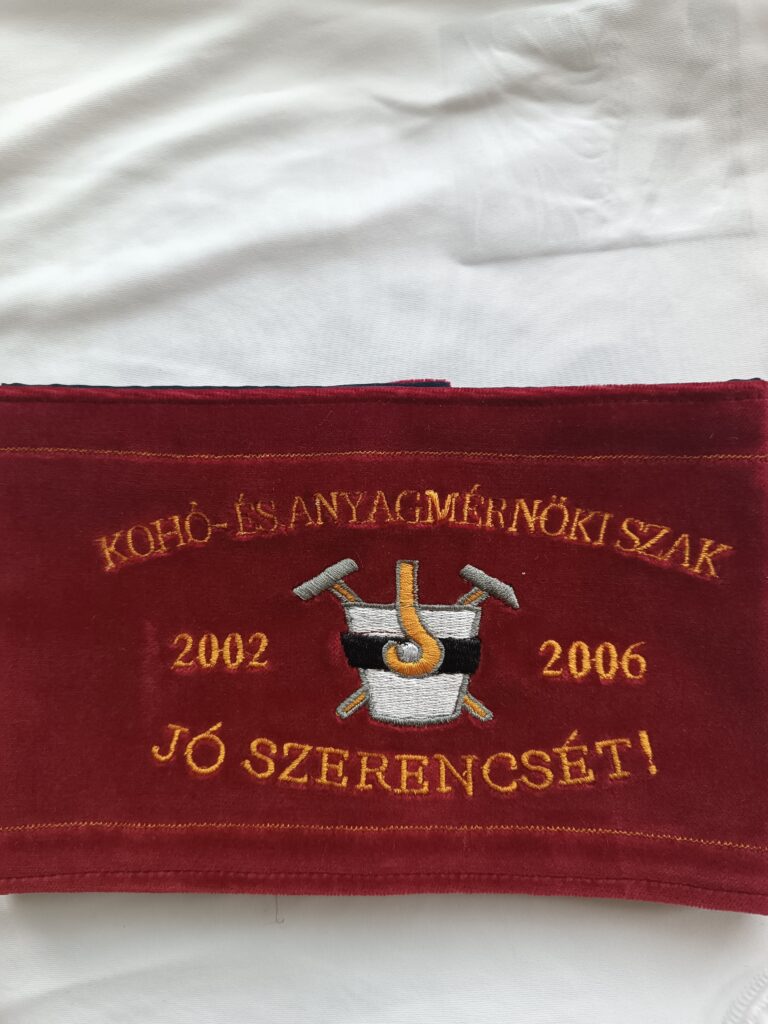 KOHÓ- ÉS ANYAGMÉRNÖKI SZAK
2002 2006
JÓ SZERENCSÉT!